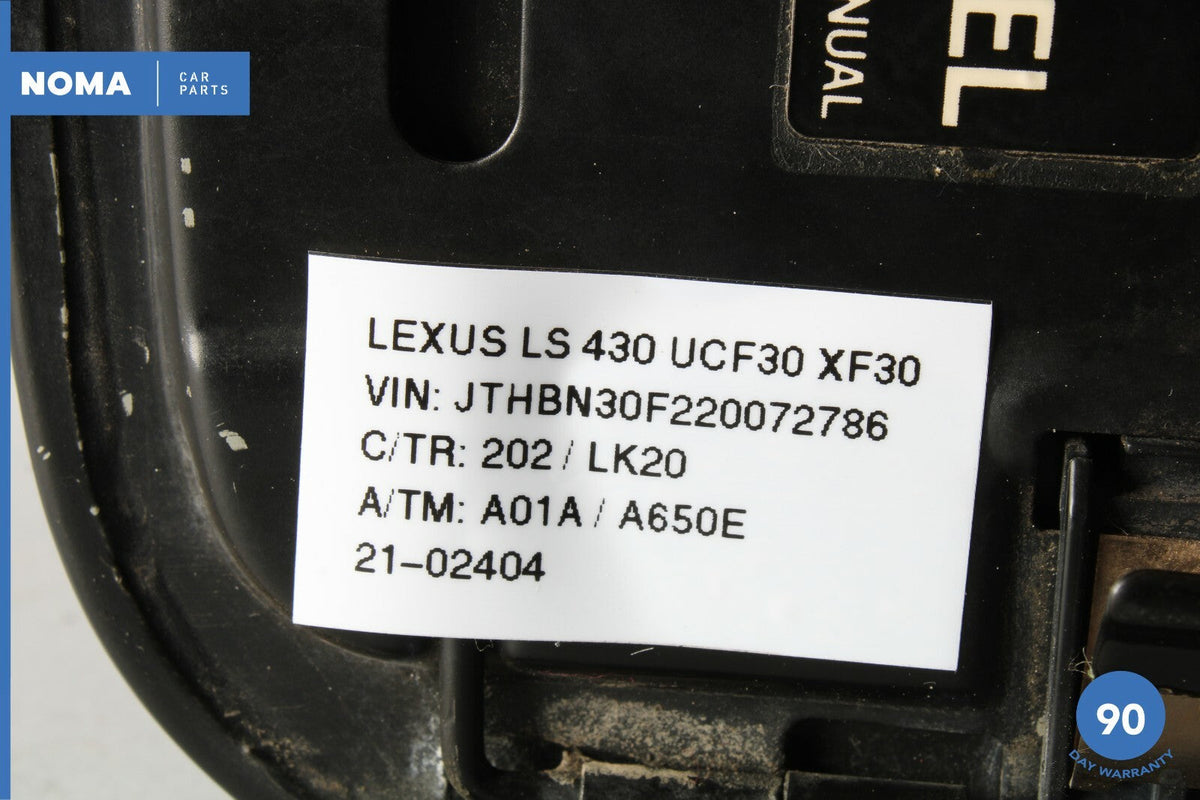 NOMA
CAR
PARTS
NUAL
EL
LEXUS LS 430 UCF30 XF30
VIN: JTHBN30F220072786
C/TR: 202 / LK20
A/TM: A01A / A650E
21-02404
90
DAY WARRANTY